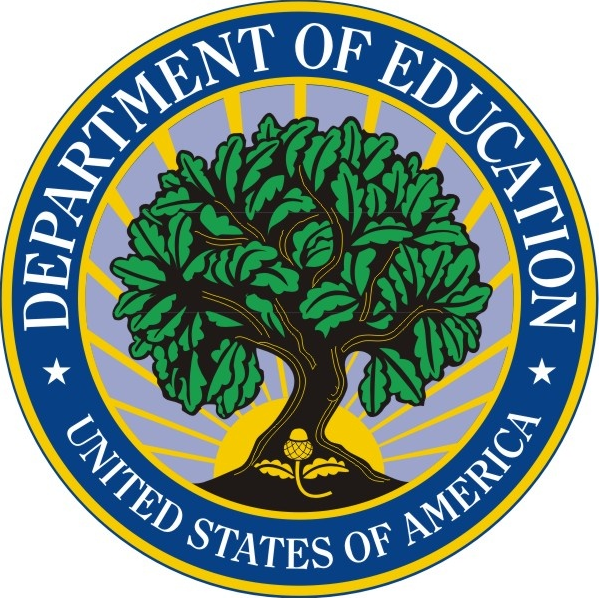 DEPARTMENT OF EDUCATION
UNITED STATES OF AMERICA